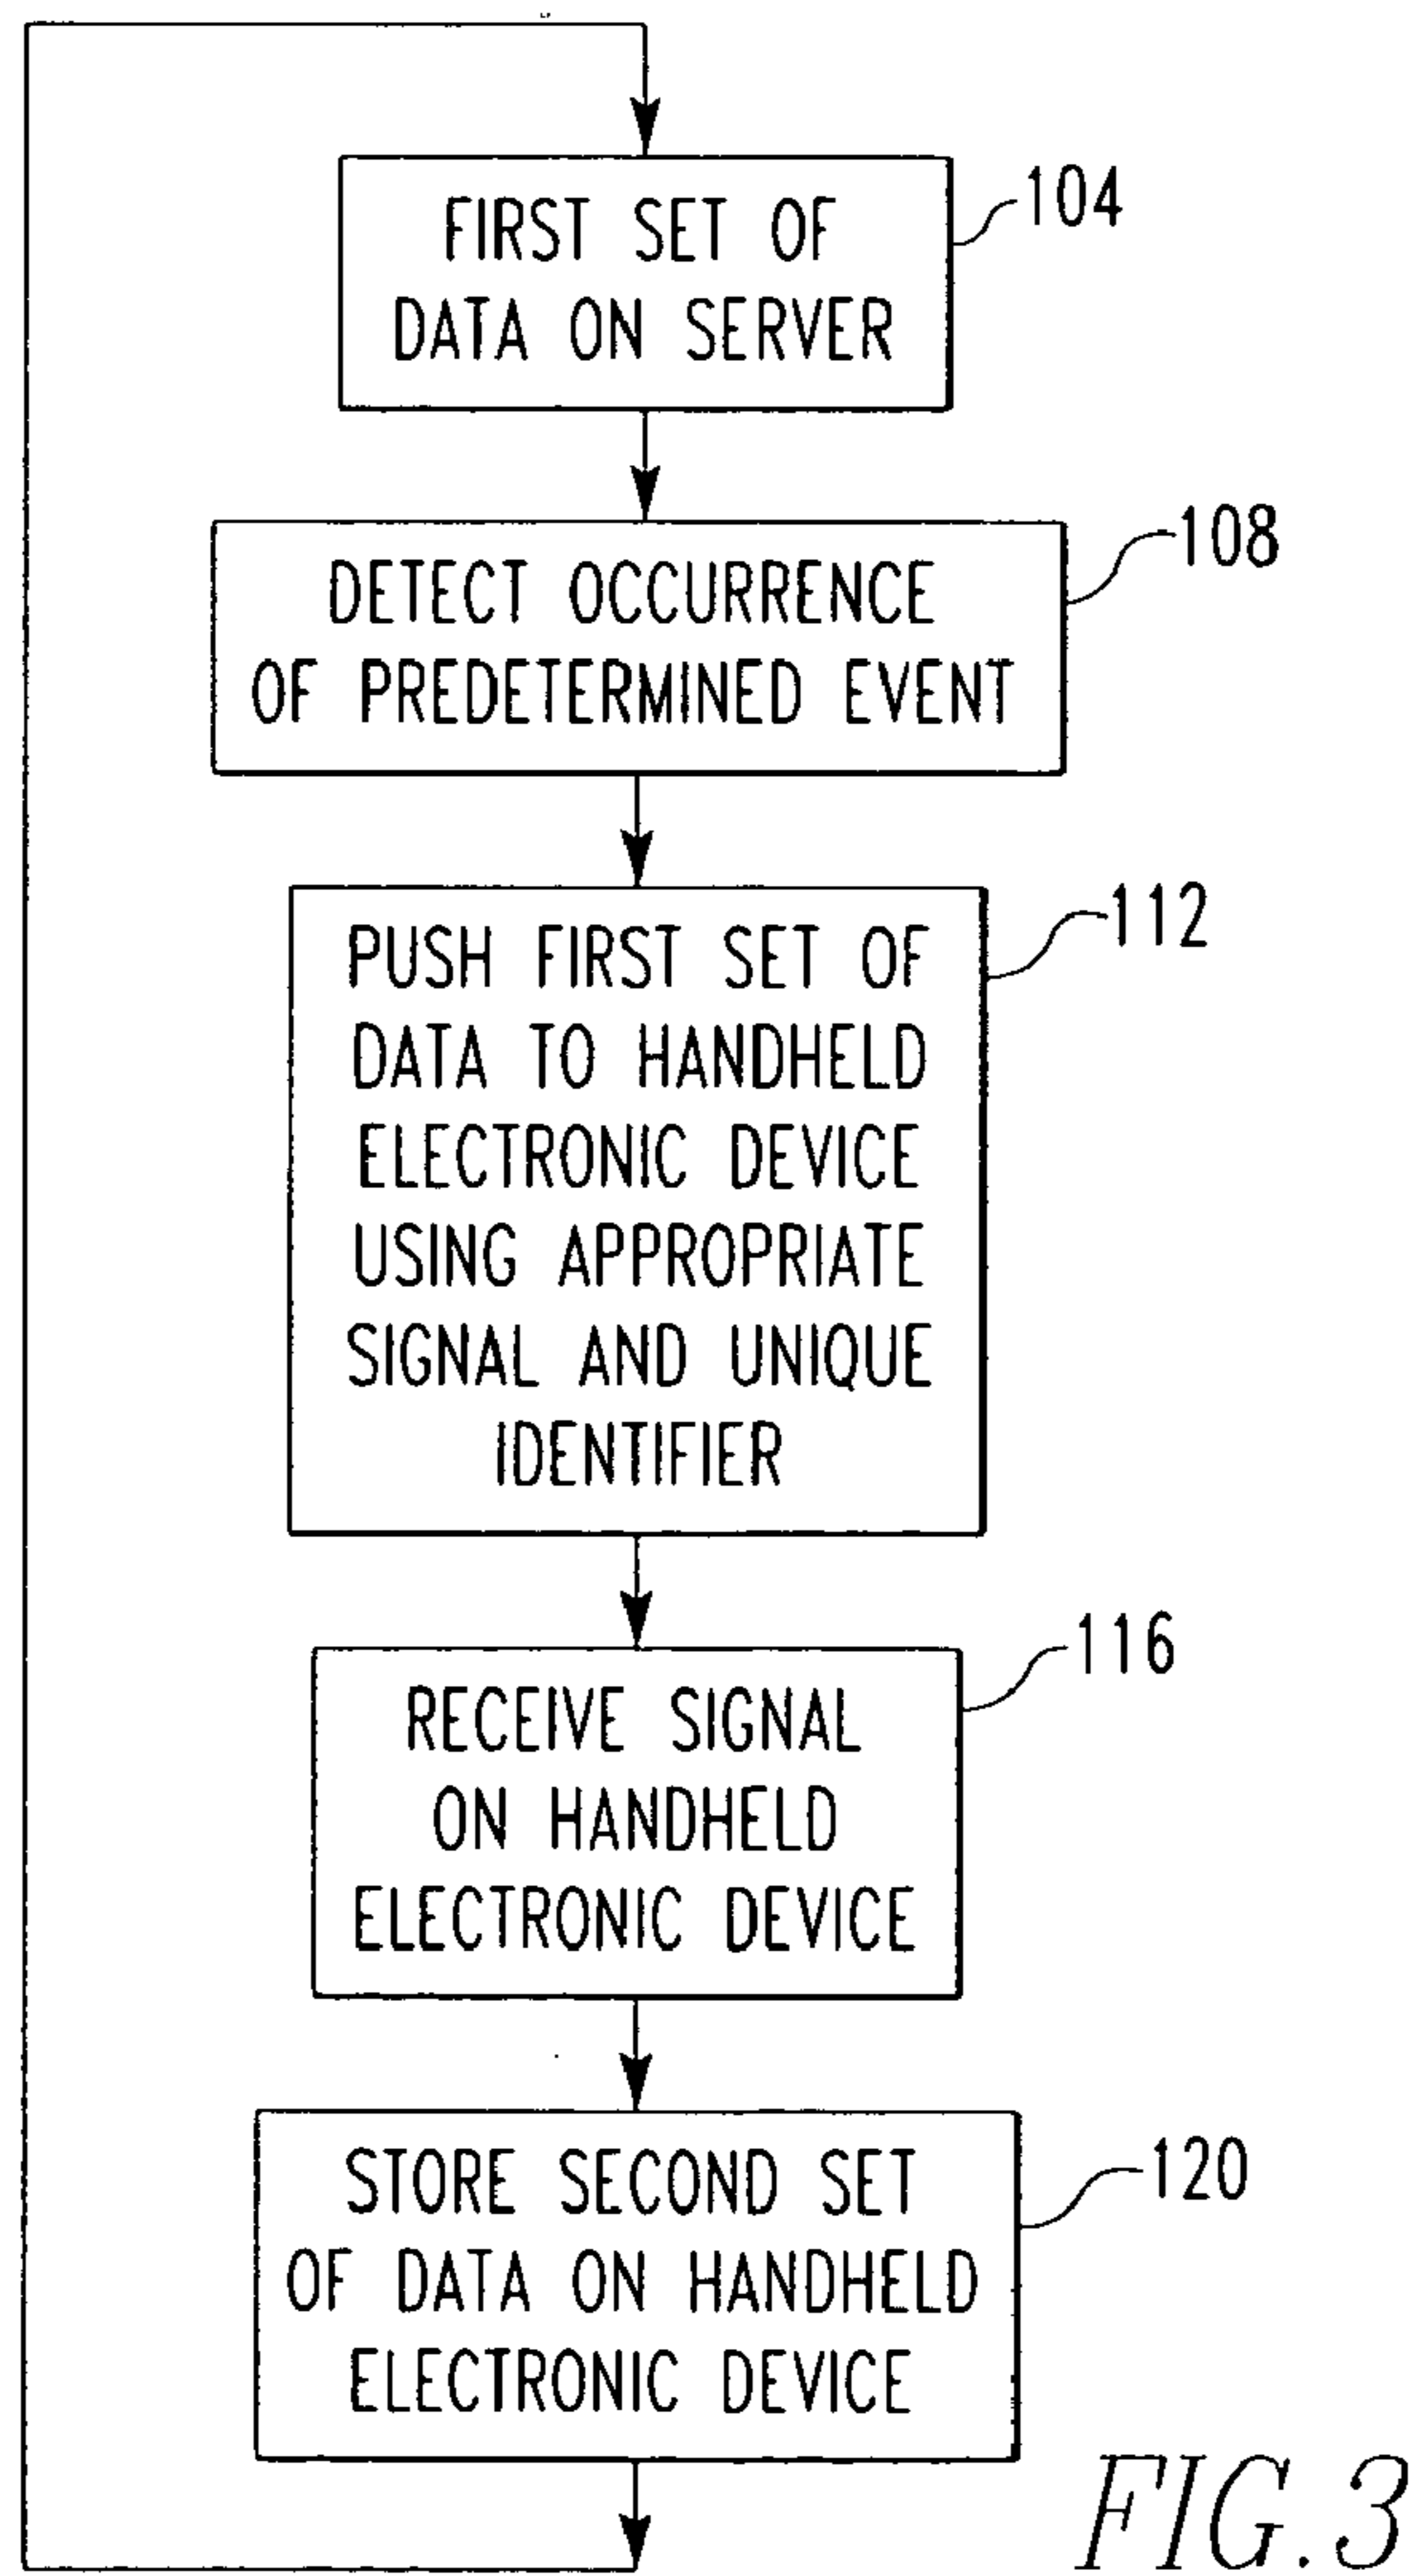 FIRST SET OF
DATA ON SERVER
104
DETECT OCCURRENCE
OF PREDETERMINED EVENT
108
PUSH FIRST SET OF
DATA TO HANDHELD
ELECTRONIC DEVICE
USING APPROPRIATE
SIGNAL AND UNIQUE
IDENTIFIER
112
RECEIVE SIGNAL
ON HANDHELD
ELECTRONIC DEVICE
116
STORE SECOND SET
OF DATA ON HANDHELD
ELECTRONIC DEVICE
120
FIG.3